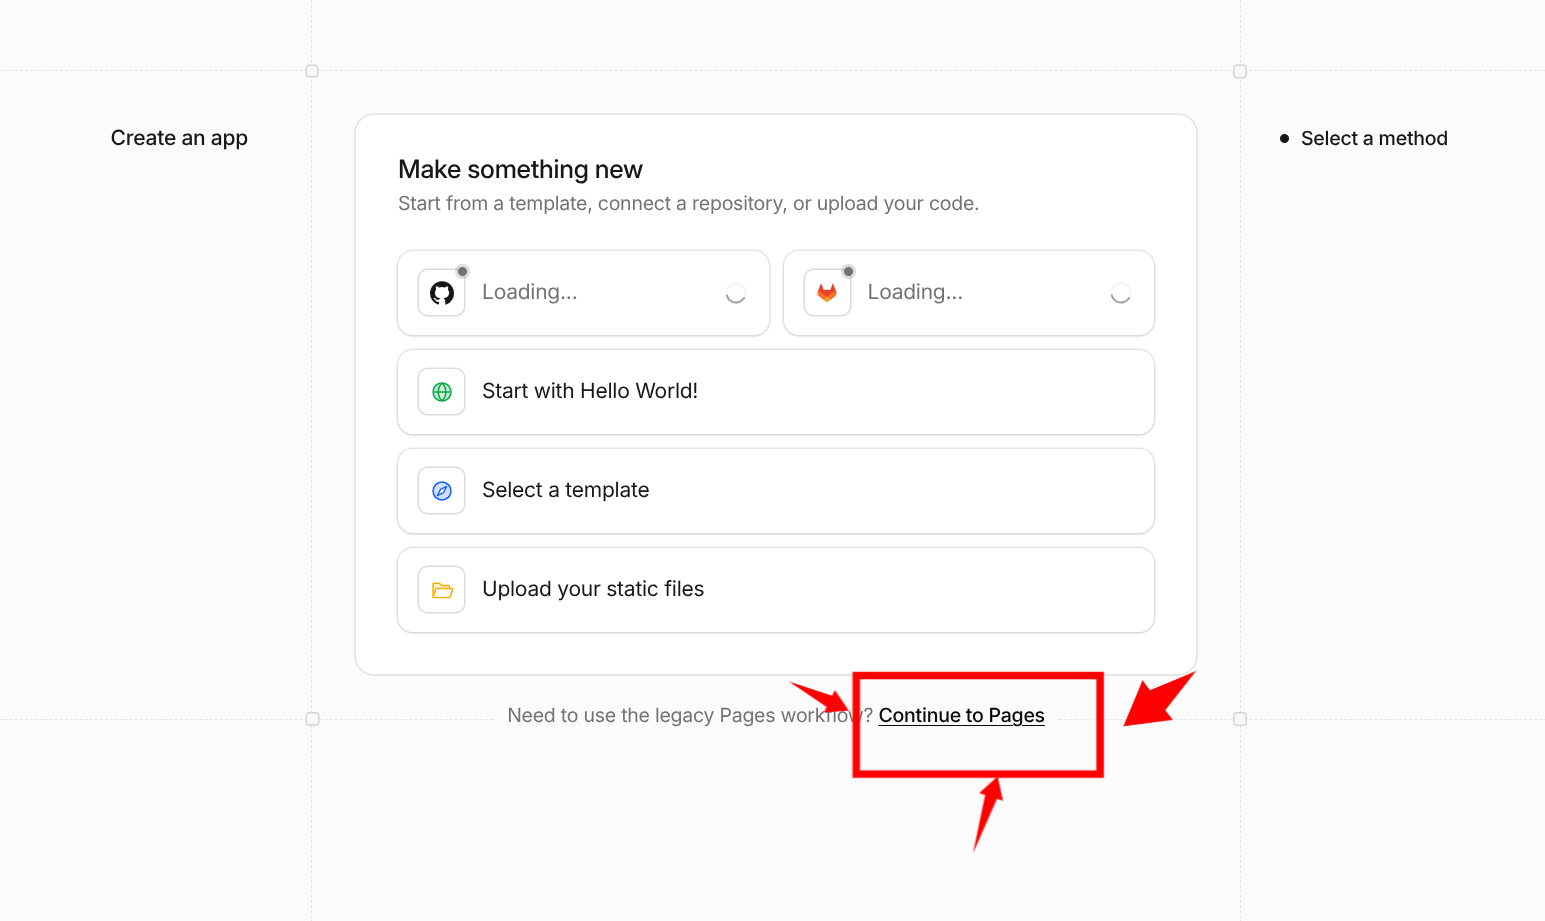 Create an app
Make something new
Start from a template, connect a repository, or upload your code.
Select a method
Loading...
Loading...
Start with Hello World!
Select a template
Upload your static files
Need to use the legacy Pages workflow? Continue to Pages